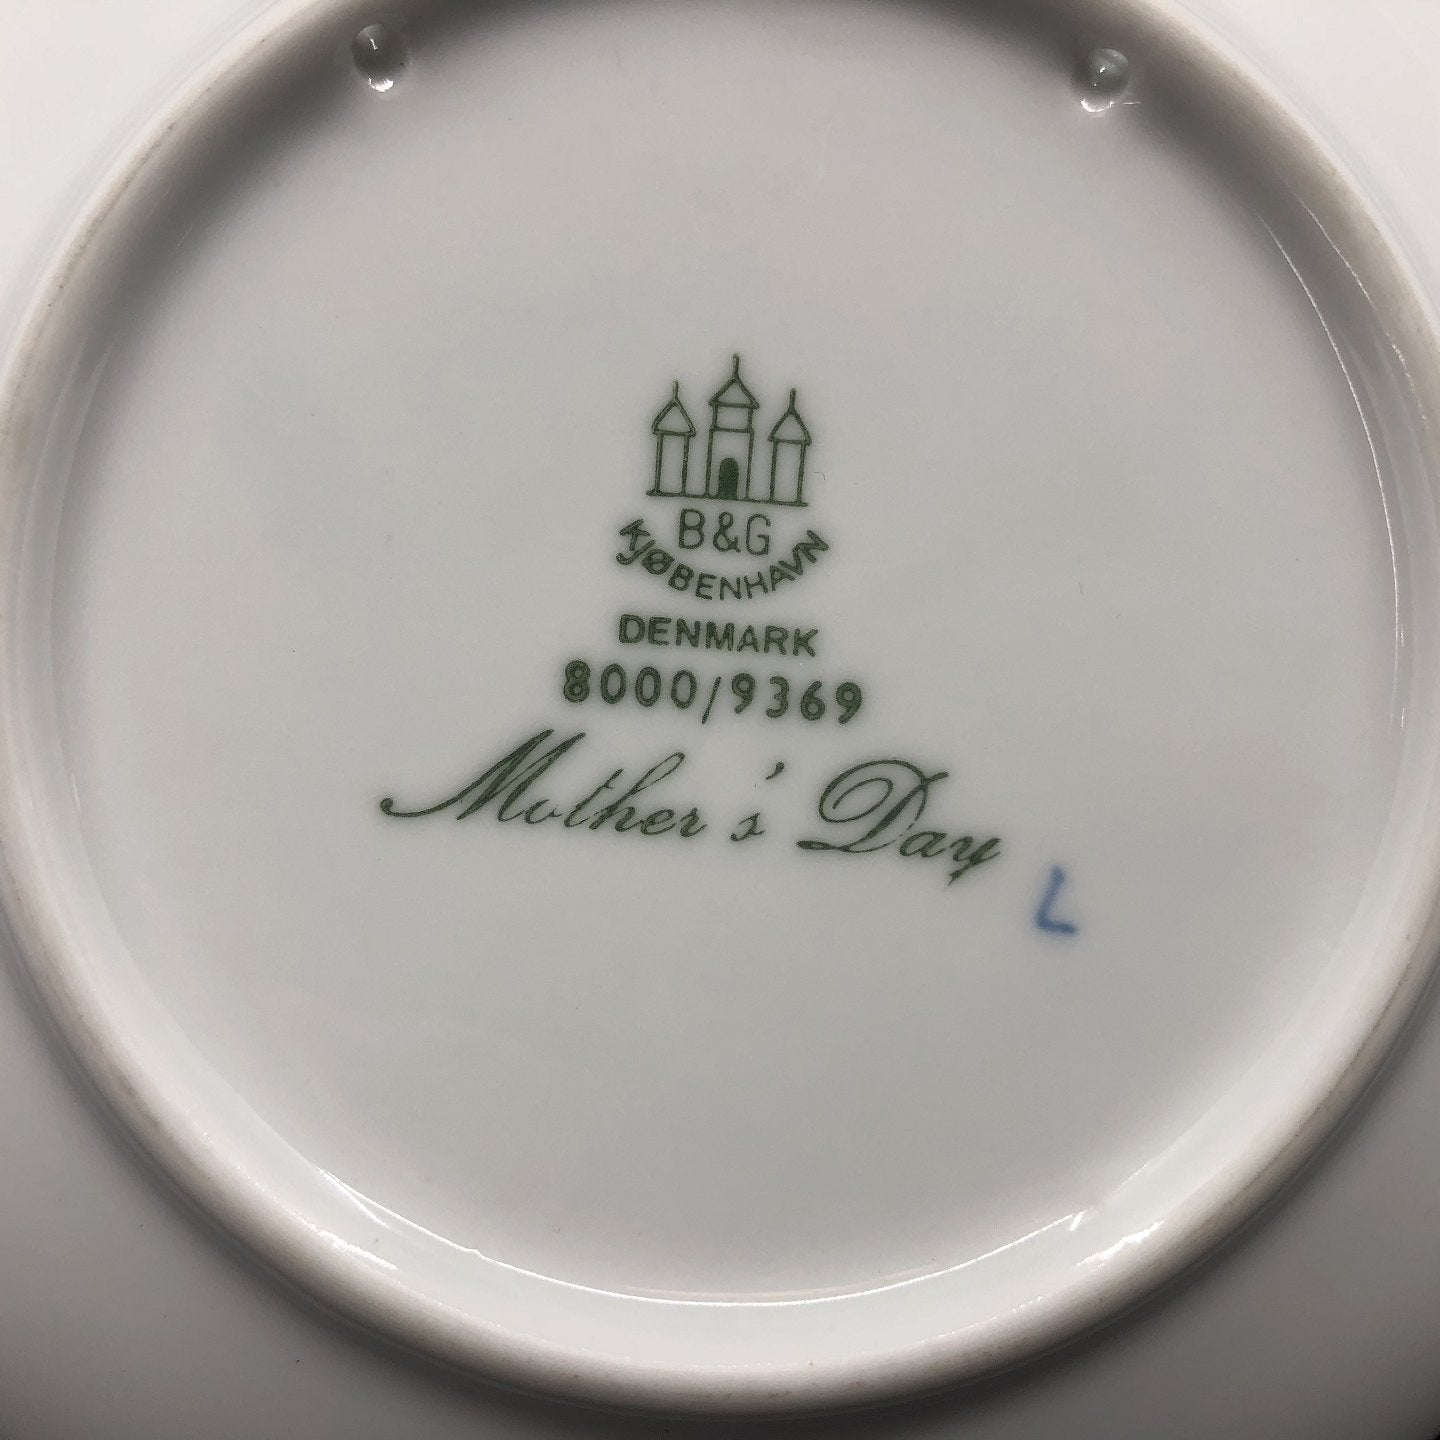 B&G
KJØBENHAVN
DENMARK
8000/9369
Mother's Day
L